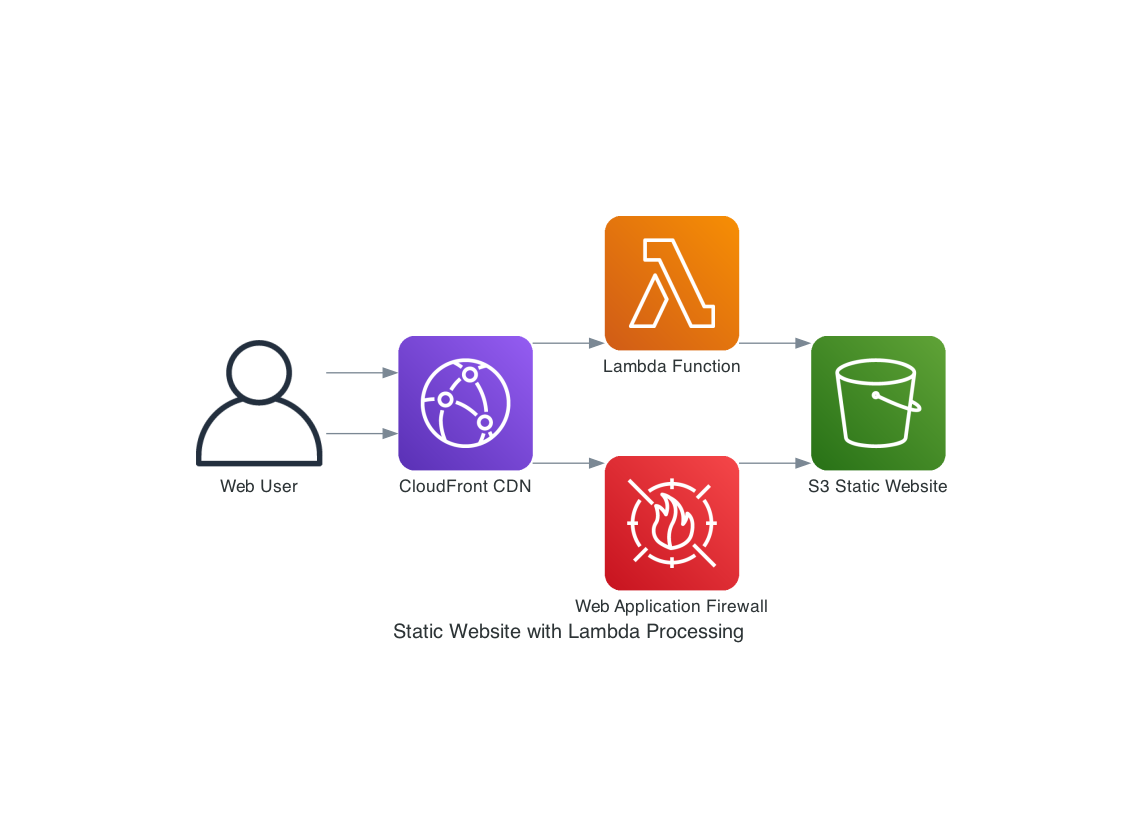 Lambda Function
Web User
CloudFront CDN
S3 Static Website
Web Application Firewall
Static Website with Lambda Processing